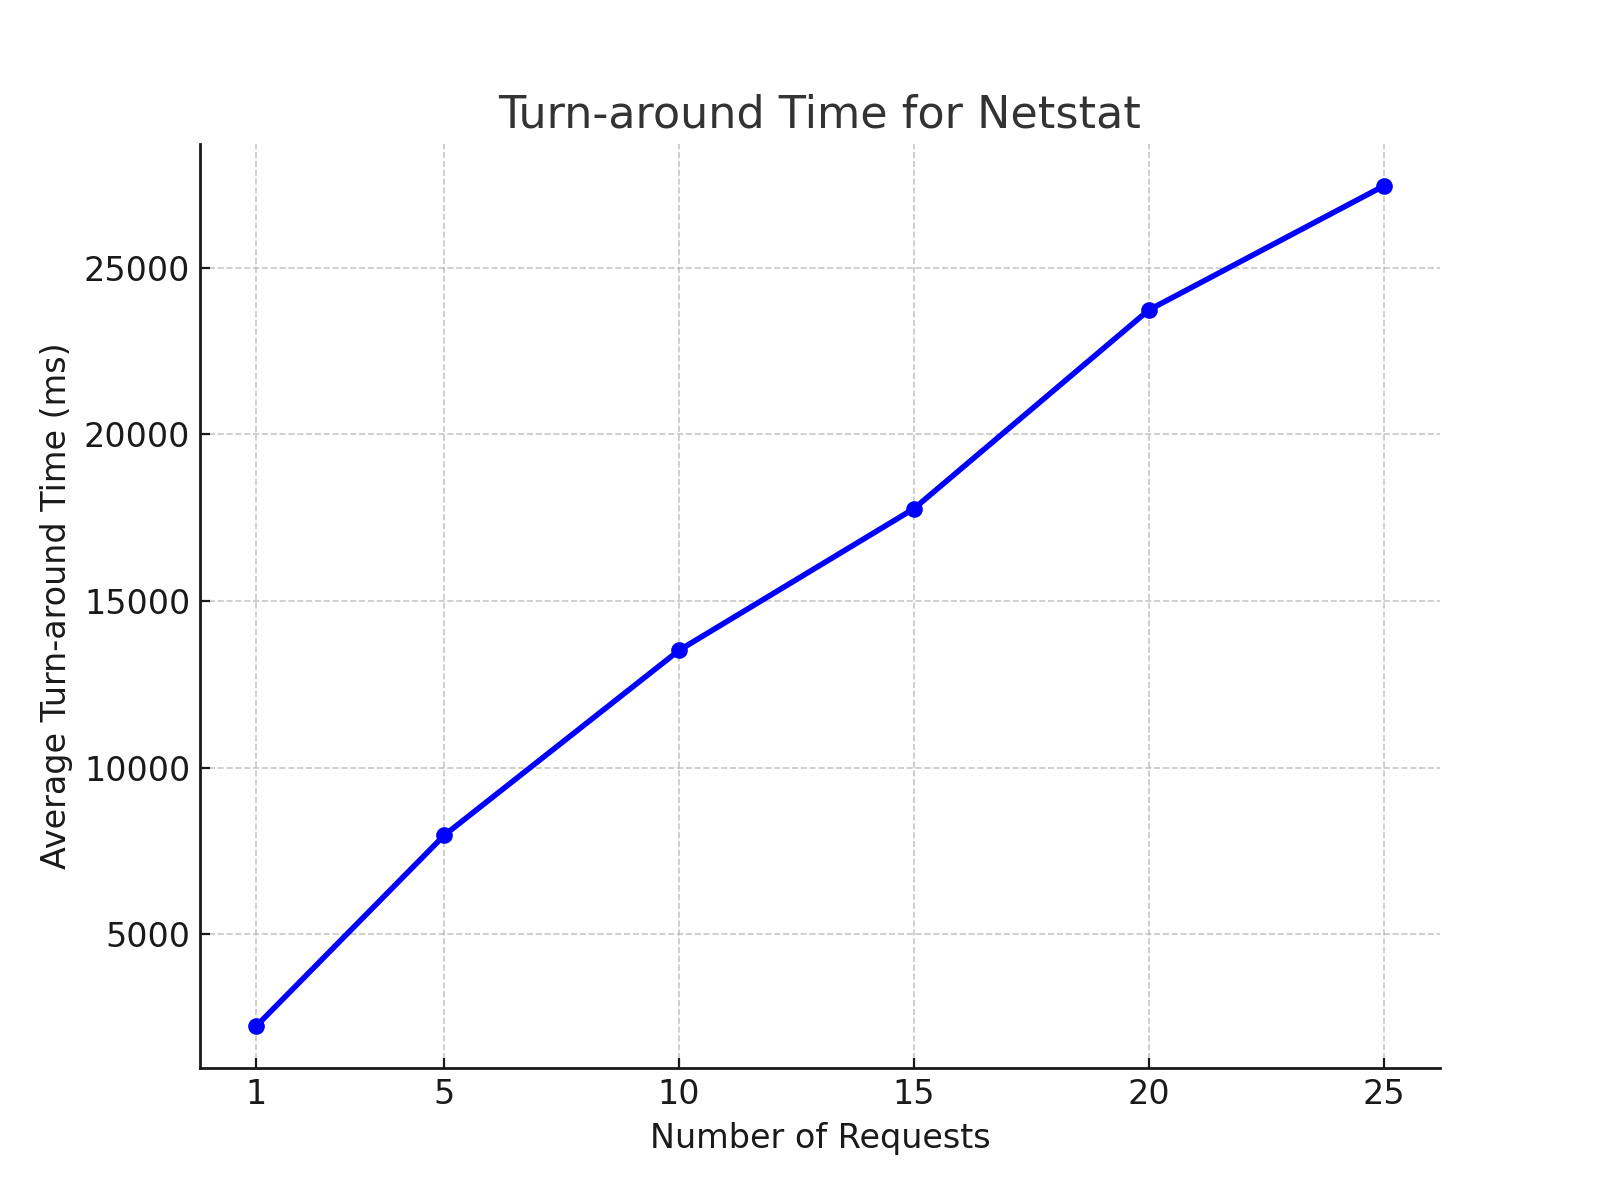 Turn-around Time for Netstat
Average Turn-around Time (ms)
25000
20000
15000
10000
5000
1 5 10 15 20 25
Number of Requests